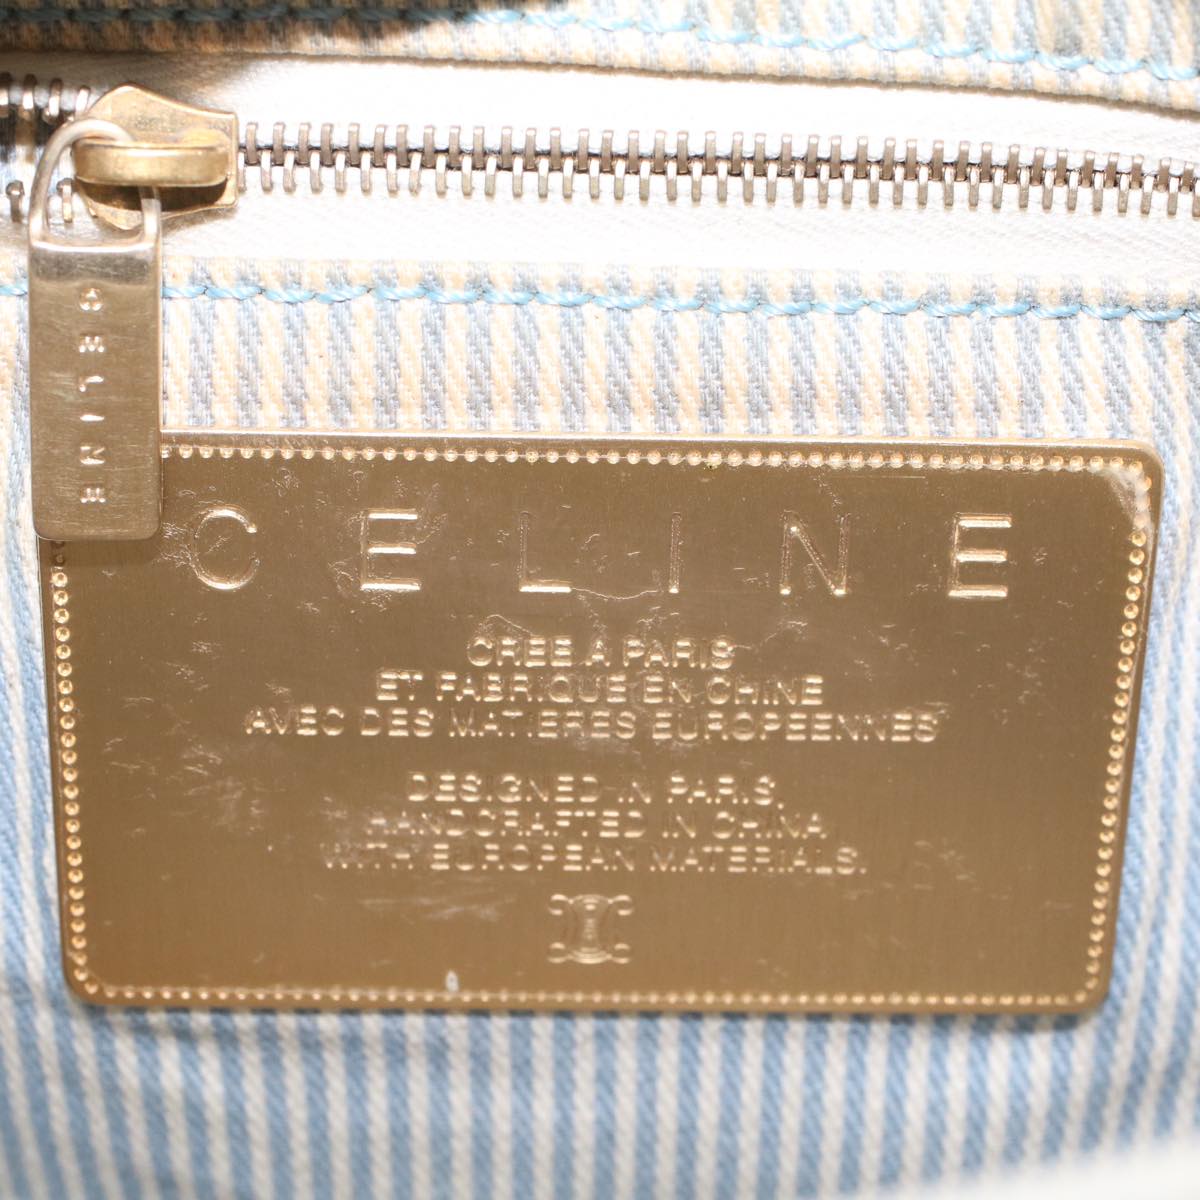 CELINE
CELINE
CREE A PARIS
ET FABRIQUE EN CHINE
AVEC DES MATIERES EUROPEENNES
DESIGNED IN PARIS,
HANDCRAFTED IN CHINA
WITH EUROPEAN MATERIALS.